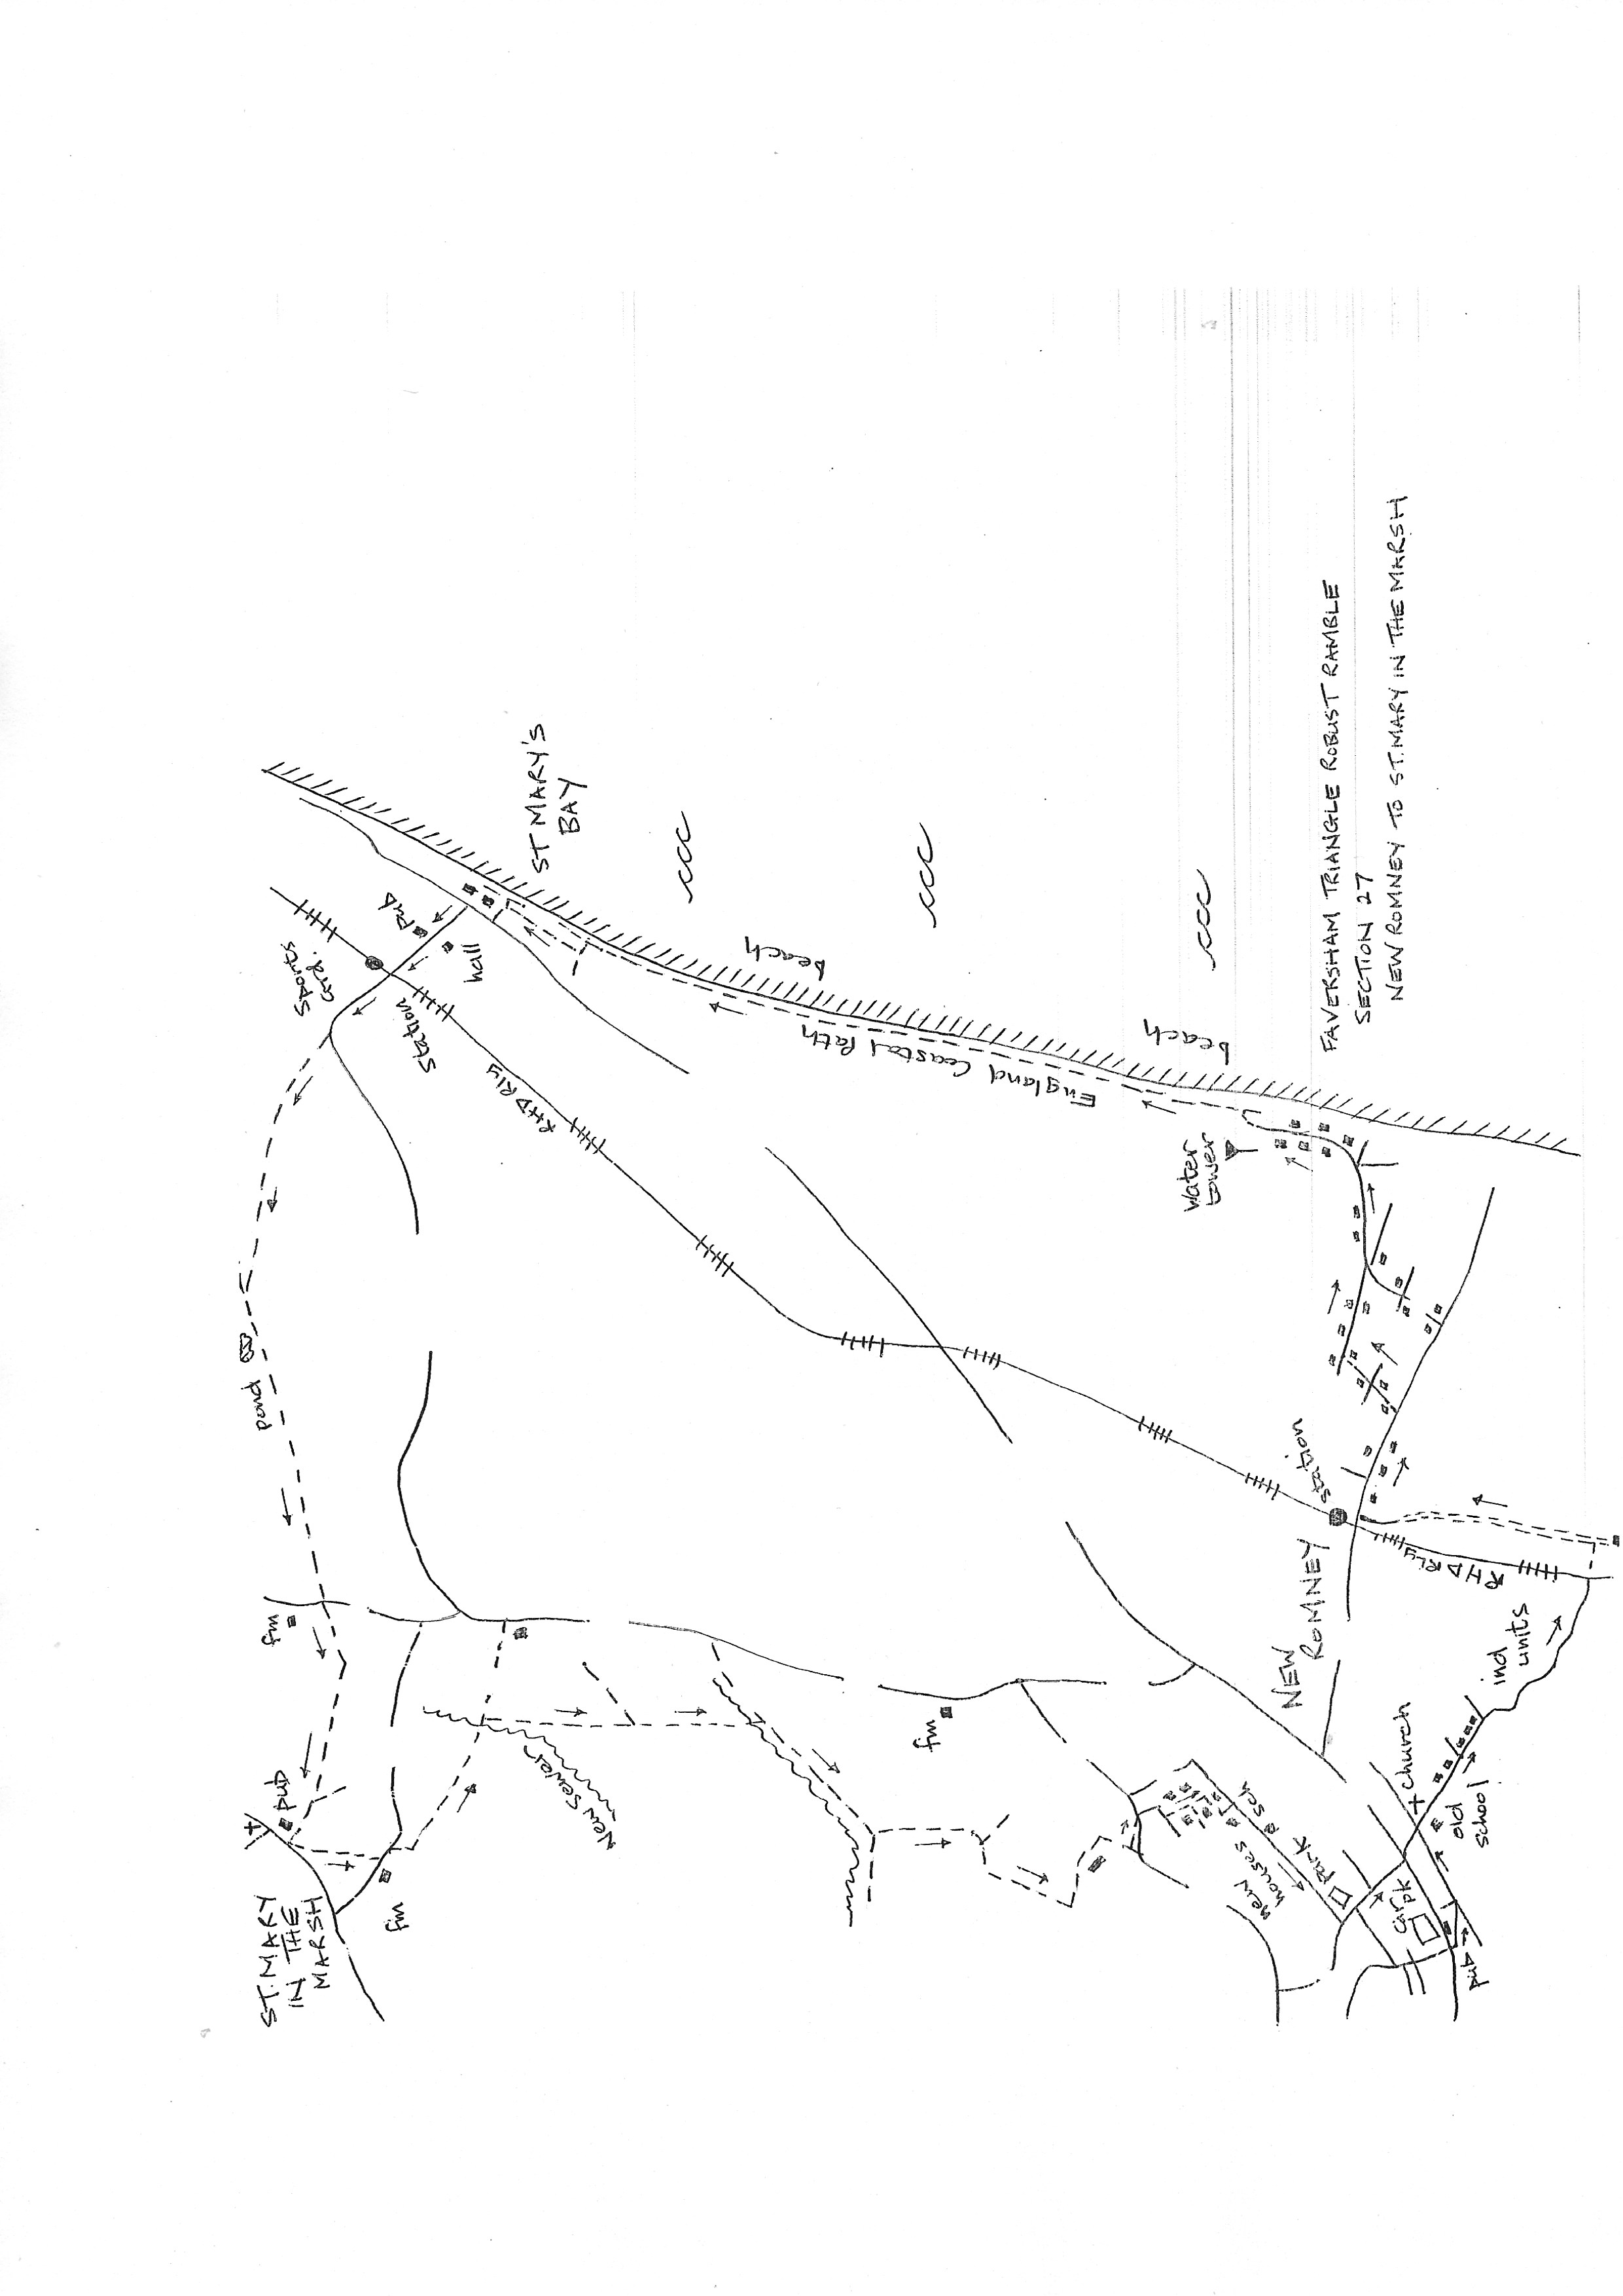 FAVERSHAM TRIANGLE ROBUST RAMBLE
SECTION 27
NEW ROMNEY TO ST. MARY IN THE MARSH
ST. MARY
IN THE
MARSH
pub
fm
fm
pond
sports
grd.
station
pub
hall
ST MARY'S
BAY
RHD Rly
New Sewer
fm
beach
England Coastal Path
beach
water
tower
station
NEW
ROMNEY
RHD Rly
new
houses
sch
Park
car
pk
pub
church
old
school
ind
units